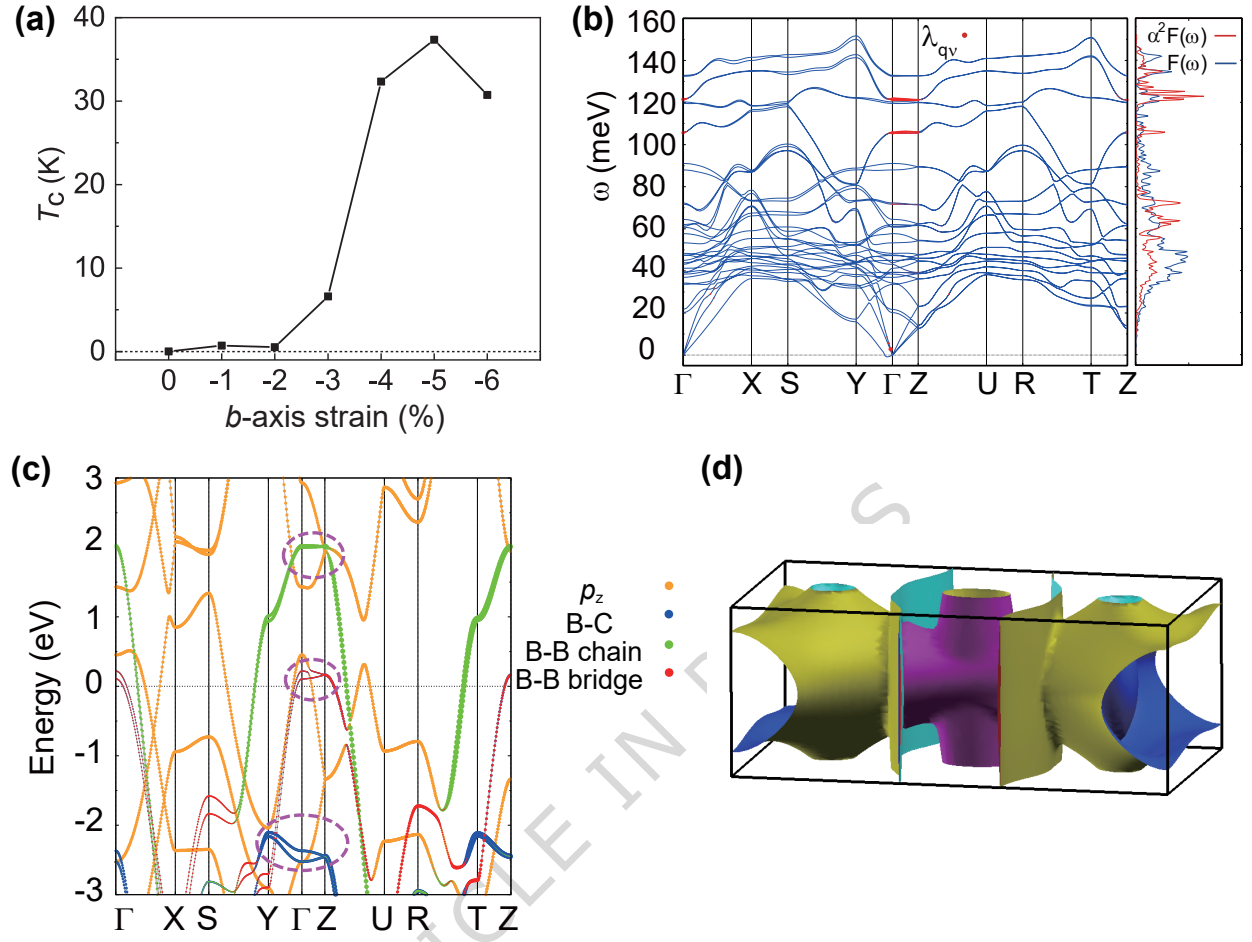 (a)
40
30
20
10
0
T_C (K)
0 -1 -2 -3 -4 -5 -6
b-axis strain (%)
(b)
160
140
120
100
80
60
40
20
0
ω (meV)
λ_qν
α²F(ω)
F(ω)
Γ X S Y Γ Z U R T Z
(c)
3
2
1
0
-1
-2
-3
Energy (eV)
Γ X S Y Γ Z U R T Z
p_z
B-C
B-B chain
B-B bridge
(d)